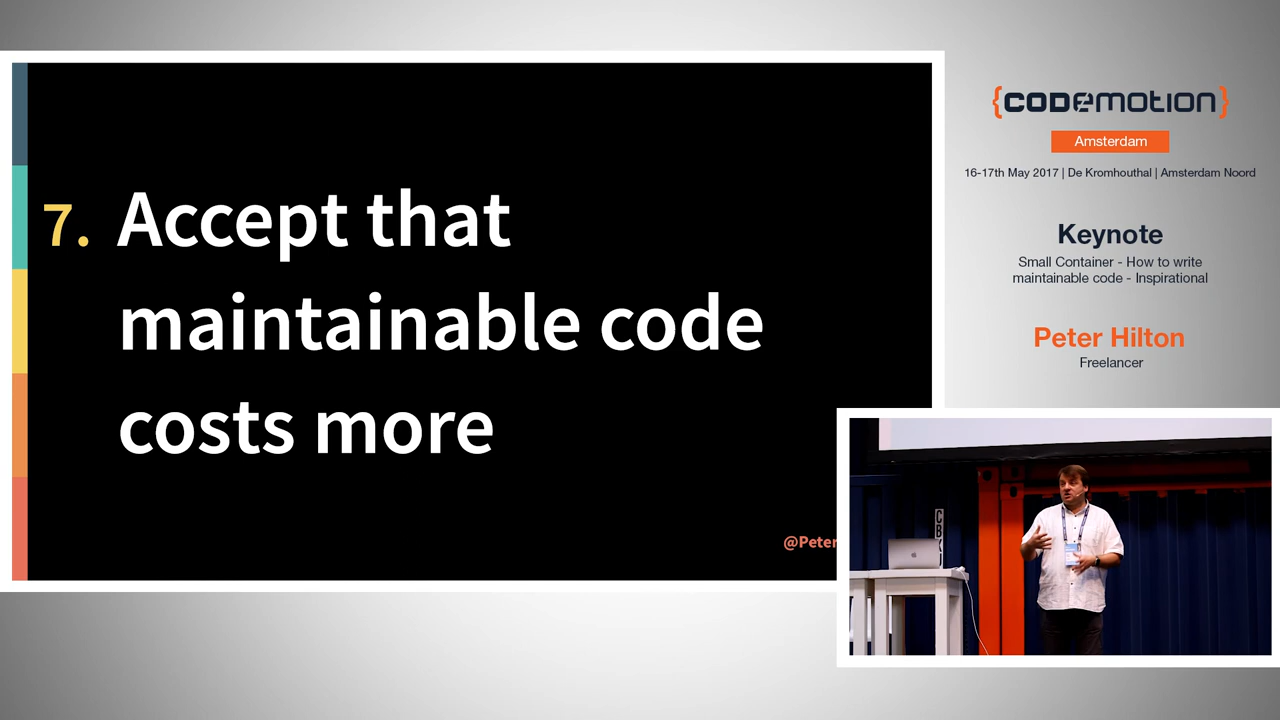 7. Accept that
maintainable code
costs more
@Peter
{CODEMOTION}
Amsterdam
16-17th May 2017 | De Kromhouthal | Amsterdam Noord
Keynote
Small Container - How to write
maintainable code - Inspirational
Peter Hilton
Freelancer
CBKU